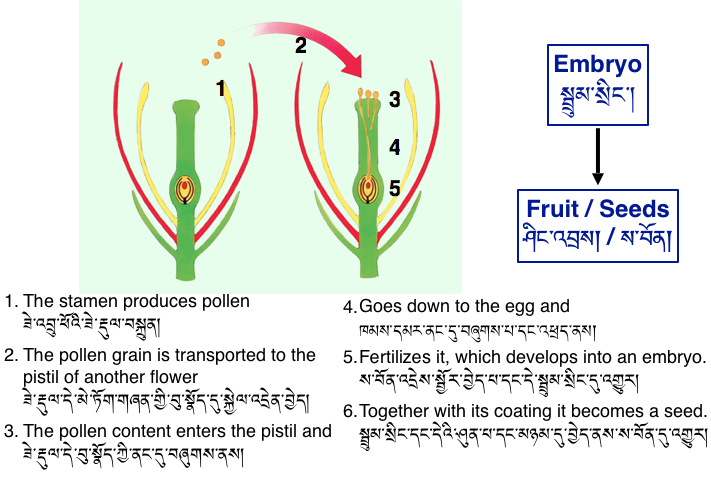 1
2
3
4
5
Embryo
སྦྲུམ་སྲིང་།
Fruit / Seeds
ཤིང་འབྲས། / ས་བོན།
1. The stamen produces pollen
ཟེ་འབྲུ་ཕོའི་ཟེ་རྡུལ་བསྐྲུན།
2. The pollen grain is transported to the
pistil of another flower
ཟེ་རྡུལ་དེ་མེ་ཏོག་གཞན་གྱི་བུ་སྣོད་དུ་སྐྱེལ་འདྲེན་བྱེད།
3. The pollen content enters the pistil and
ཟེ་རྡུལ་དེ་བུ་སྣོད་ཀྱི་ནང་དུ་བཞུགས་ནས།
4.Goes down to the egg and
ཁམས་དམར་ནང་དུ་བཞུགས་པ་དང་འཕྲད་ནས།
5.Fertilizes it, which develops into an embryo.
ས་བོན་འདྲེས་སྦྱོར་བྱེད་པ་དང་དེ་སྦྲུམ་སྲིང་དུ་འགྱུར།
6.Together with its coating it becomes a seed.
སྦྲུམ་སྲིང་དང་དེའི་ཤུན་པ་དང་མཉམ་དུ་བྱེད་ནས་ས་བོན་དུ་འགྱུར།